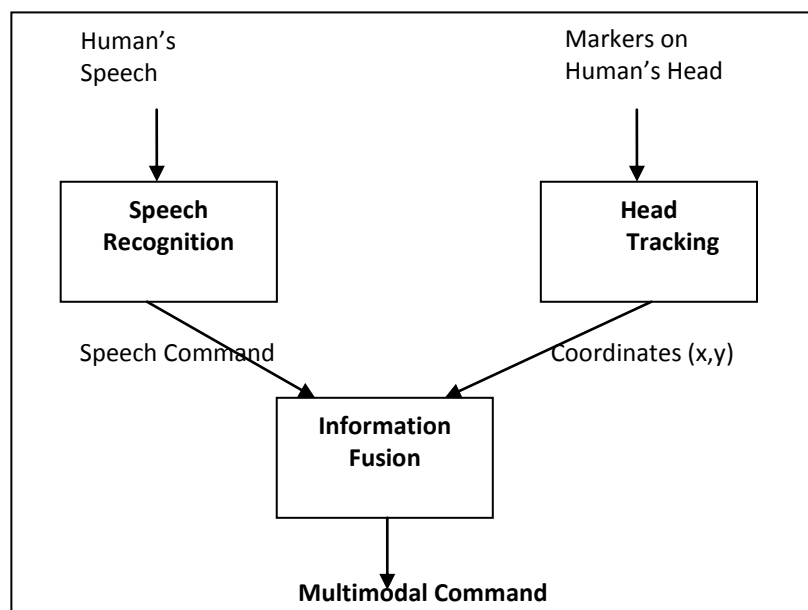 Human’s
Speech
Markers on
Human’s Head
Speech
Recognition
Head
Tracking
Speech Command
Coordinates (x,y)
Information
Fusion
Multimodal Command